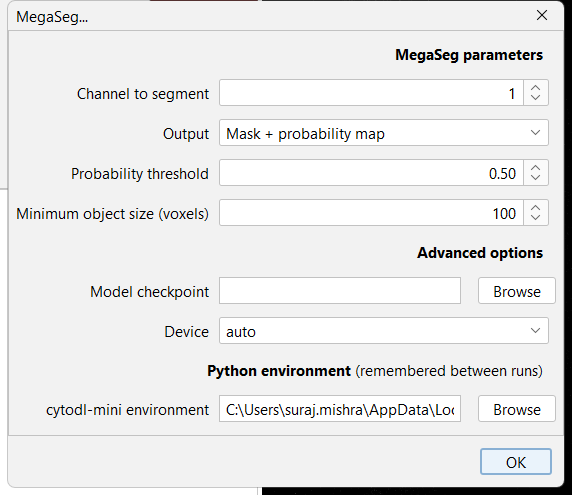 MegaSeg...
MegaSeg parameters
Channel to segment 1
Output Mask + probability map
Probability threshold 0.50
Minimum object size (voxels) 100
Advanced options
Model checkpoint Browse
Device auto
Python environment (remembered between runs)
cytodl-mini environment C:\Users\suraj.mishra\AppData\Loc Browse
OK